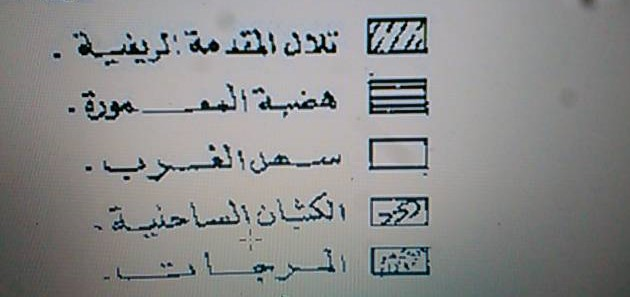 تلال المقدمة الريفية .
هضبة المعمورة .
سهل الغرب .
الكثبان الساحلية .
المرجات .